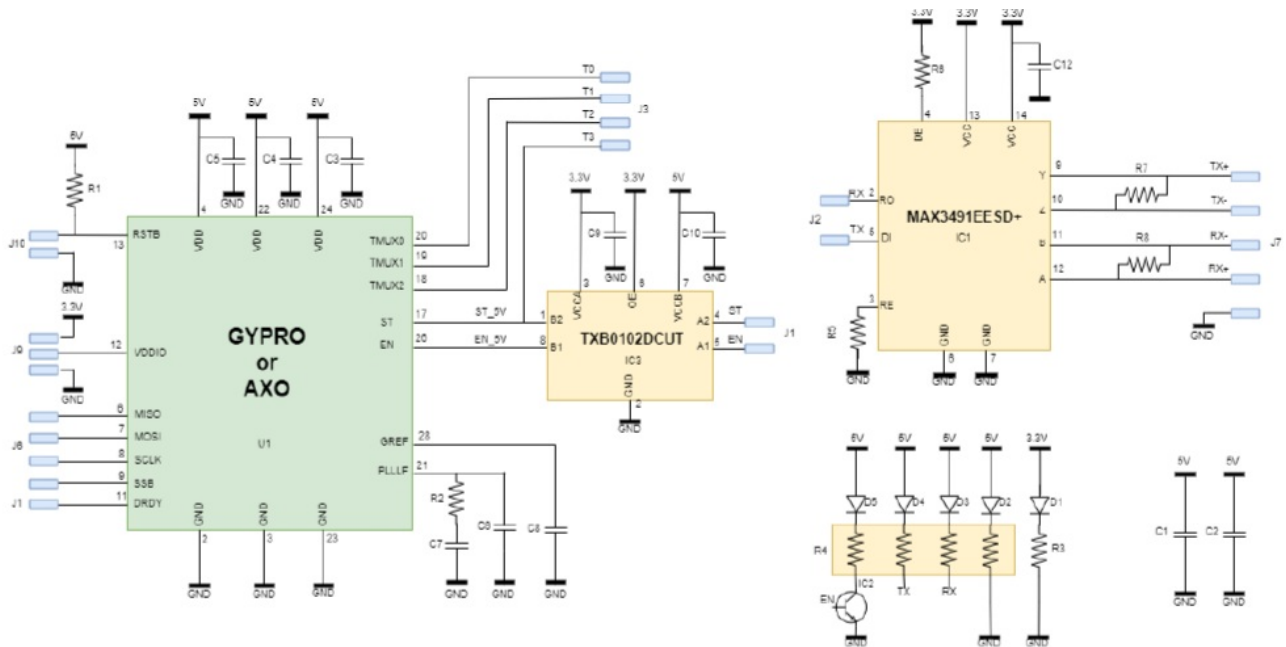 T0
T1
J3
T2
T3
5V
5V
5V
5V
C5
C4
C3
GND
GND
GND
R1
4
22
24
VDD
VDD
VDD
RSTB
13
J10
GND
TMUX0
20
TMUX1
19
TMUX2
18
ST
17
ST_5V
EN
EN_5V
3.3V
J9
VDDIO
12
GND
GYPRO
or
AXO
U1
MISO
6
MOSI
7
J6
SCLK
8
SSB
9
J1
DRDY
11
GREF
28
PLLLF
21
R2
C7
C6
C8
GND
GND
GND
GND
GND
GND
2
3
23
GND
GND
GND
3.3V
3.3V
5V
C9
C10
GND
GND
3
6
7
VCCA
OE
VCCB
1
B2
A2
4
ST
TXB0102DCUT
J1
8
B1
A1
5
EN
IC3
GND
2
GND
3.3V
3.3V
3.3V
R6
C12
GND
4
13
14
DE
VCC
VCC
RX
2
RO
J2
TX
5
DI
MAX3491EESD+
IC1
Y
9
R7
TX+
Z
10
TX-
B
11
R8
RX-
J7
A
12
RX+
3
RE
R5
GND
GND
GND
6
7
GND
GND
GND
5V
5V
5V
5V
3.3V
D5
D4
D3
D2
D1
R4
R3
IC2
TX
RX
EN
GND
GND
GND
5V
5V
C1
C2
GND
GND